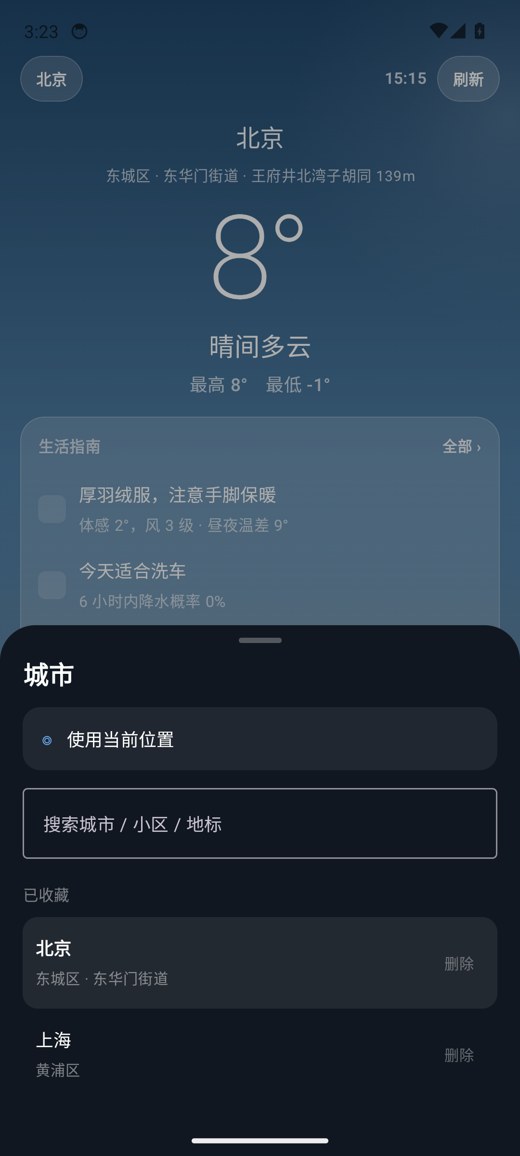 3:23
北京
15:15
刷新
北京
东城区 · 东华门街道 · 王府井北湾子胡同 139m
8°
晴间多云
最高 8° 最低 -1°
生活指南
全部 ›
厚羽绒服，注意手脚保暖
体感 2°，风 3 级 · 昼夜温差 9°
今天适合洗车
6 小时内降水概率 0%
城市
使用当前位置
搜索城市 / 小区 / 地标
已收藏
北京
东城区 · 东华门街道
删除
上海
黄浦区
删除